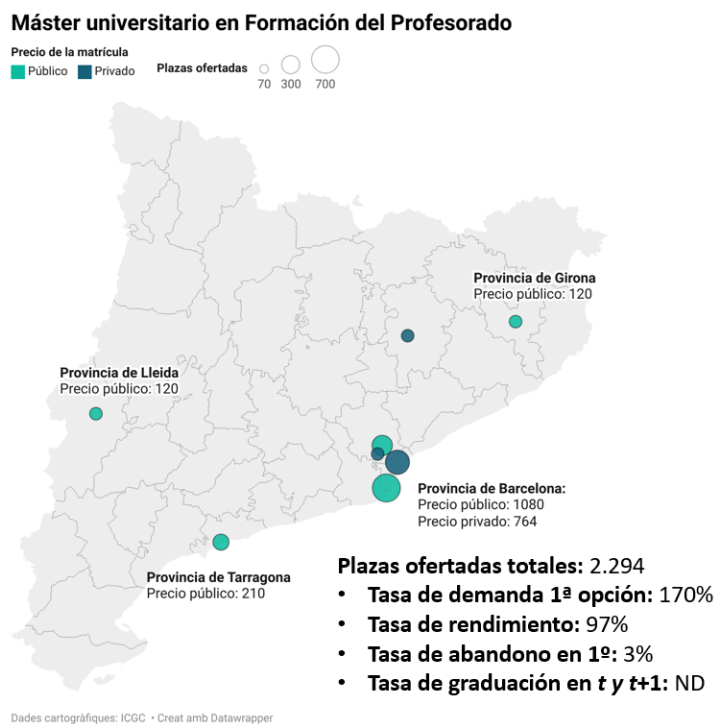 Máster universitario en Formación del Profesorado
Precio de la matrícula
Público Privado
Plazas ofertadas
70 300 700
Provincia de Girona
Precio público: 120
Provincia de Lleida
Precio público: 120
Provincia de Barcelona:
Precio público: 1080
Precio privado: 764
Provincia de Tarragona
Precio público: 210
Plazas ofertadas totales: 2.294
• Tasa de demanda 1ª opción: 170%
• Tasa de rendimiento: 97%
• Tasa de abandono en 1º: 3%
• Tasa de graduación en t y t+1: ND
Dades cartogràfiques: ICGC • Creat amb Datawrapper